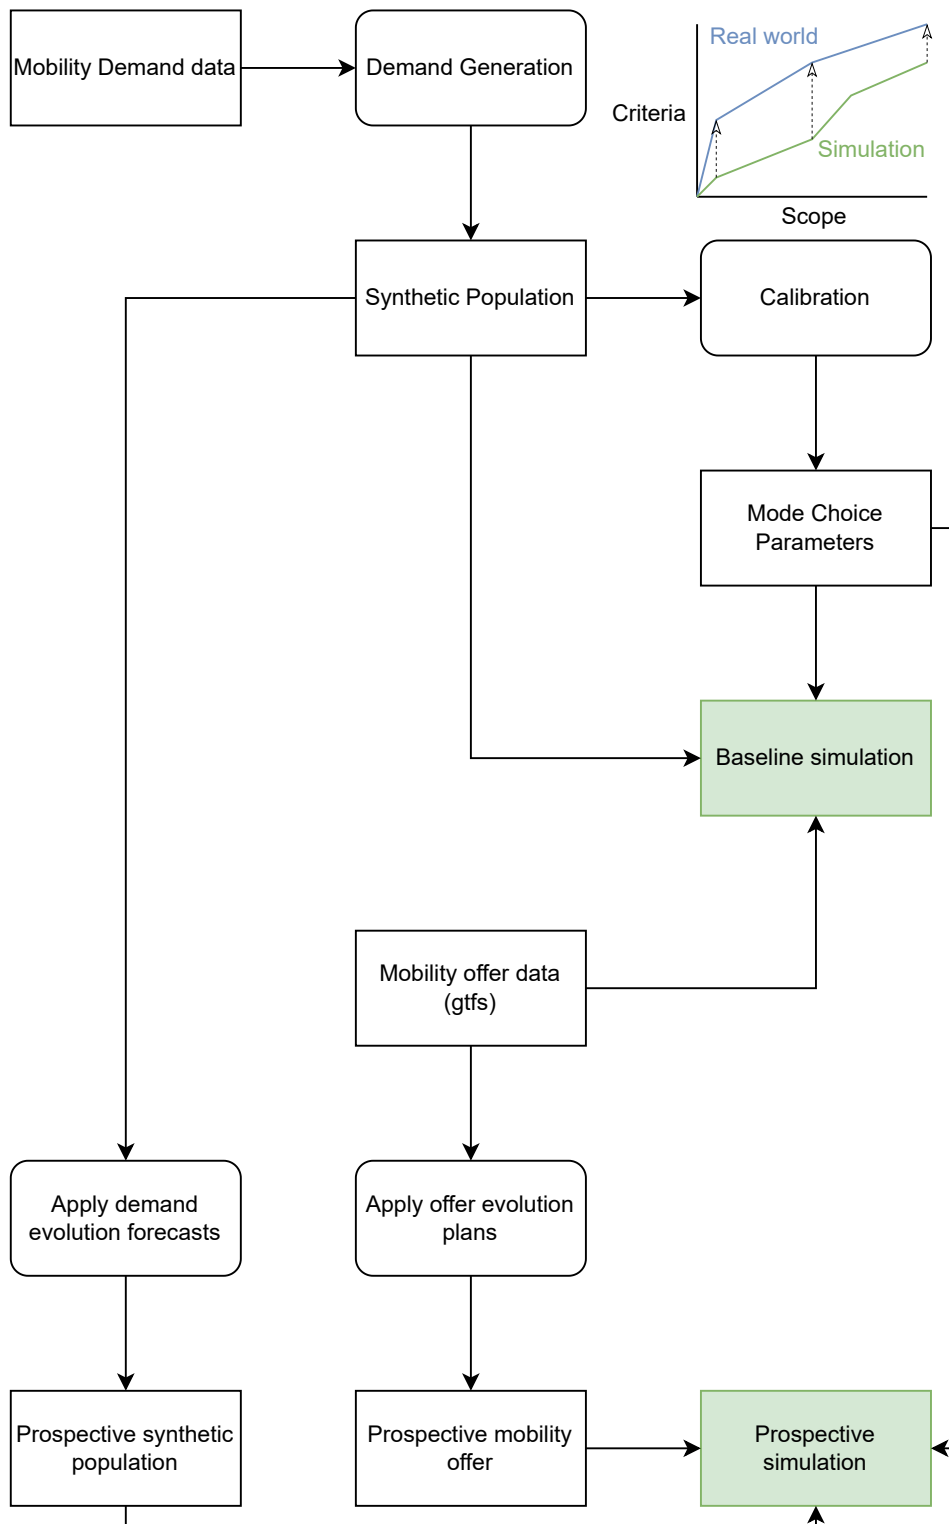 Mobility Demand data
Demand Generation
Real world
Criteria
Simulation
Scope
Synthetic Population
Calibration
Mode Choice
Parameters
Baseline simulation
Mobility offer data
(gtfs)
Apply demand
evolution forecasts
Apply offer evolution
plans
Prospective synthetic
population
Prospective mobility
offer
Prospective
simulation